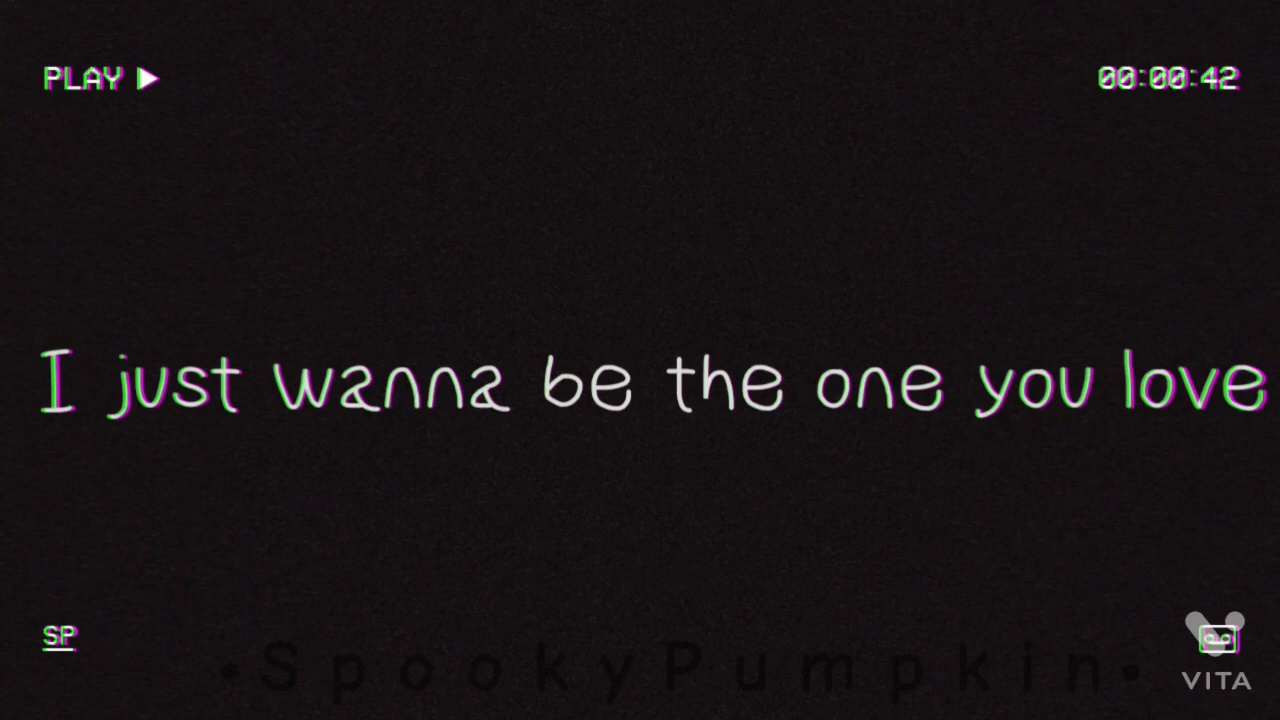 PLAY ▶
00:00:42
I just wanna be the one you love
SP
•SpookyPumpkin•
VITA